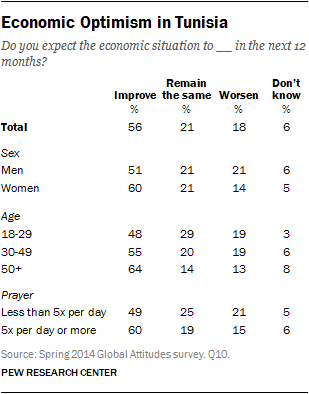 Economic Optimism in Tunisia
Do you expect the economic situation to __ in the next 12
months?
Improve Remain the same Worsen Don't know
% % % %
Total 56 21 18 6
Sex
Men 51 21 21 6
Women 60 21 14 5
Age
18-29 48 29 19 3
30-49 55 20 19 6
50+ 64 14 13 8
Prayer
Less than 5x per day 49 25 21 5
5x per day or more 60 19 15 6
Source: Spring 2014 Global Attitudes survey. Q10.
PEW RESEARCH CENTER